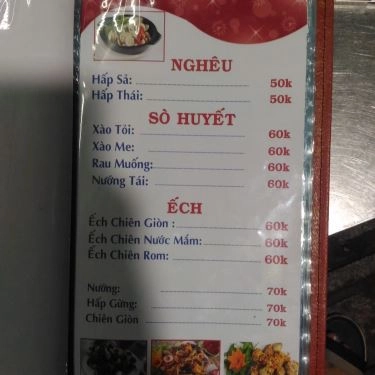 NGHÊU
Hấp Sả: 50k
Hấp Thái: 50k
SÒ HUYẾT
Xào Tỏi: 60k
Xào Me: 60k
Rau Muống: 60k
Nướng Tái: 60k
ẾCH
Ếch Chiên Giòn : 60k
Ếch Chiên Nước Mắm: 60k
Ếch Chiên Rom: 60k
Nướng: 70k
Hấp Gừng: 70k
Chiên Giòn 70k